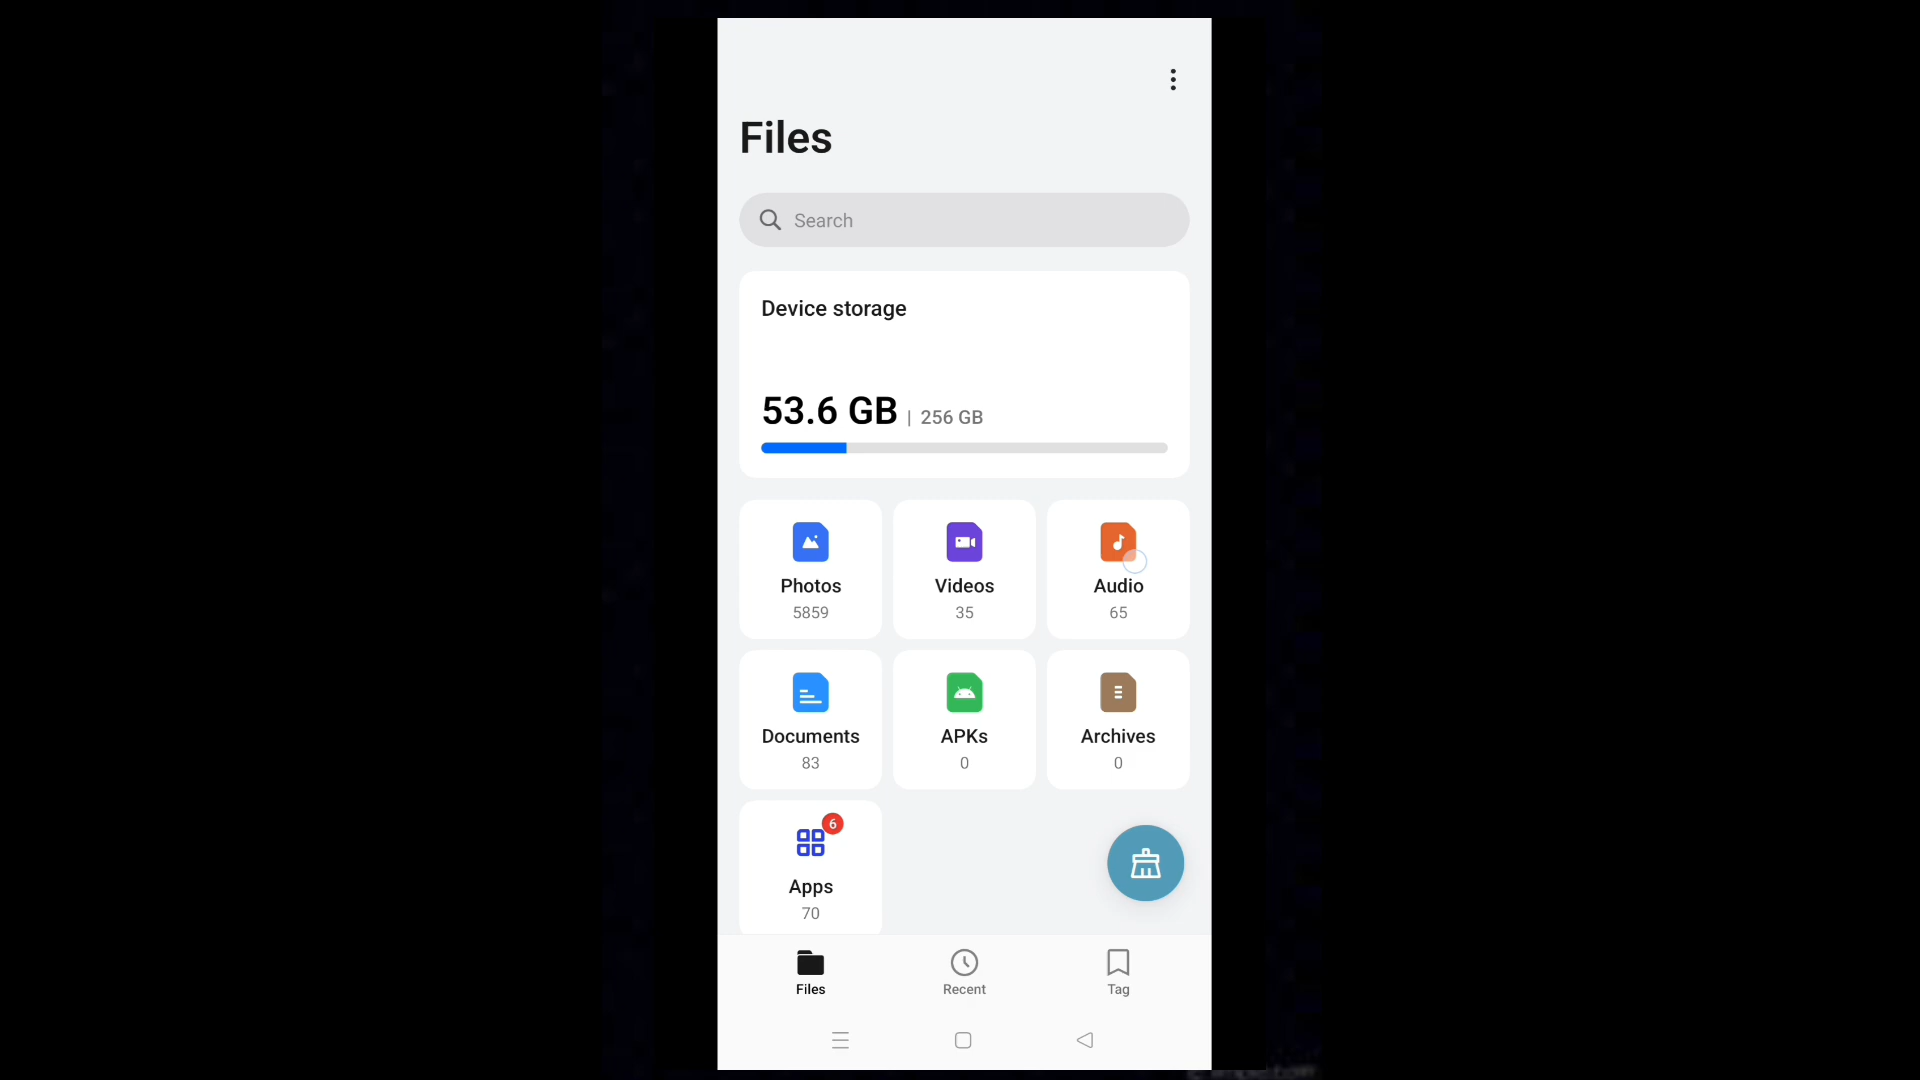 Files
Search
Device storage
53.6 GB | 256 GB
Photos Videos Audio
5859 35 65
Documents APKs Archives
83 0 0
6
Apps
70
Files Recent Tag